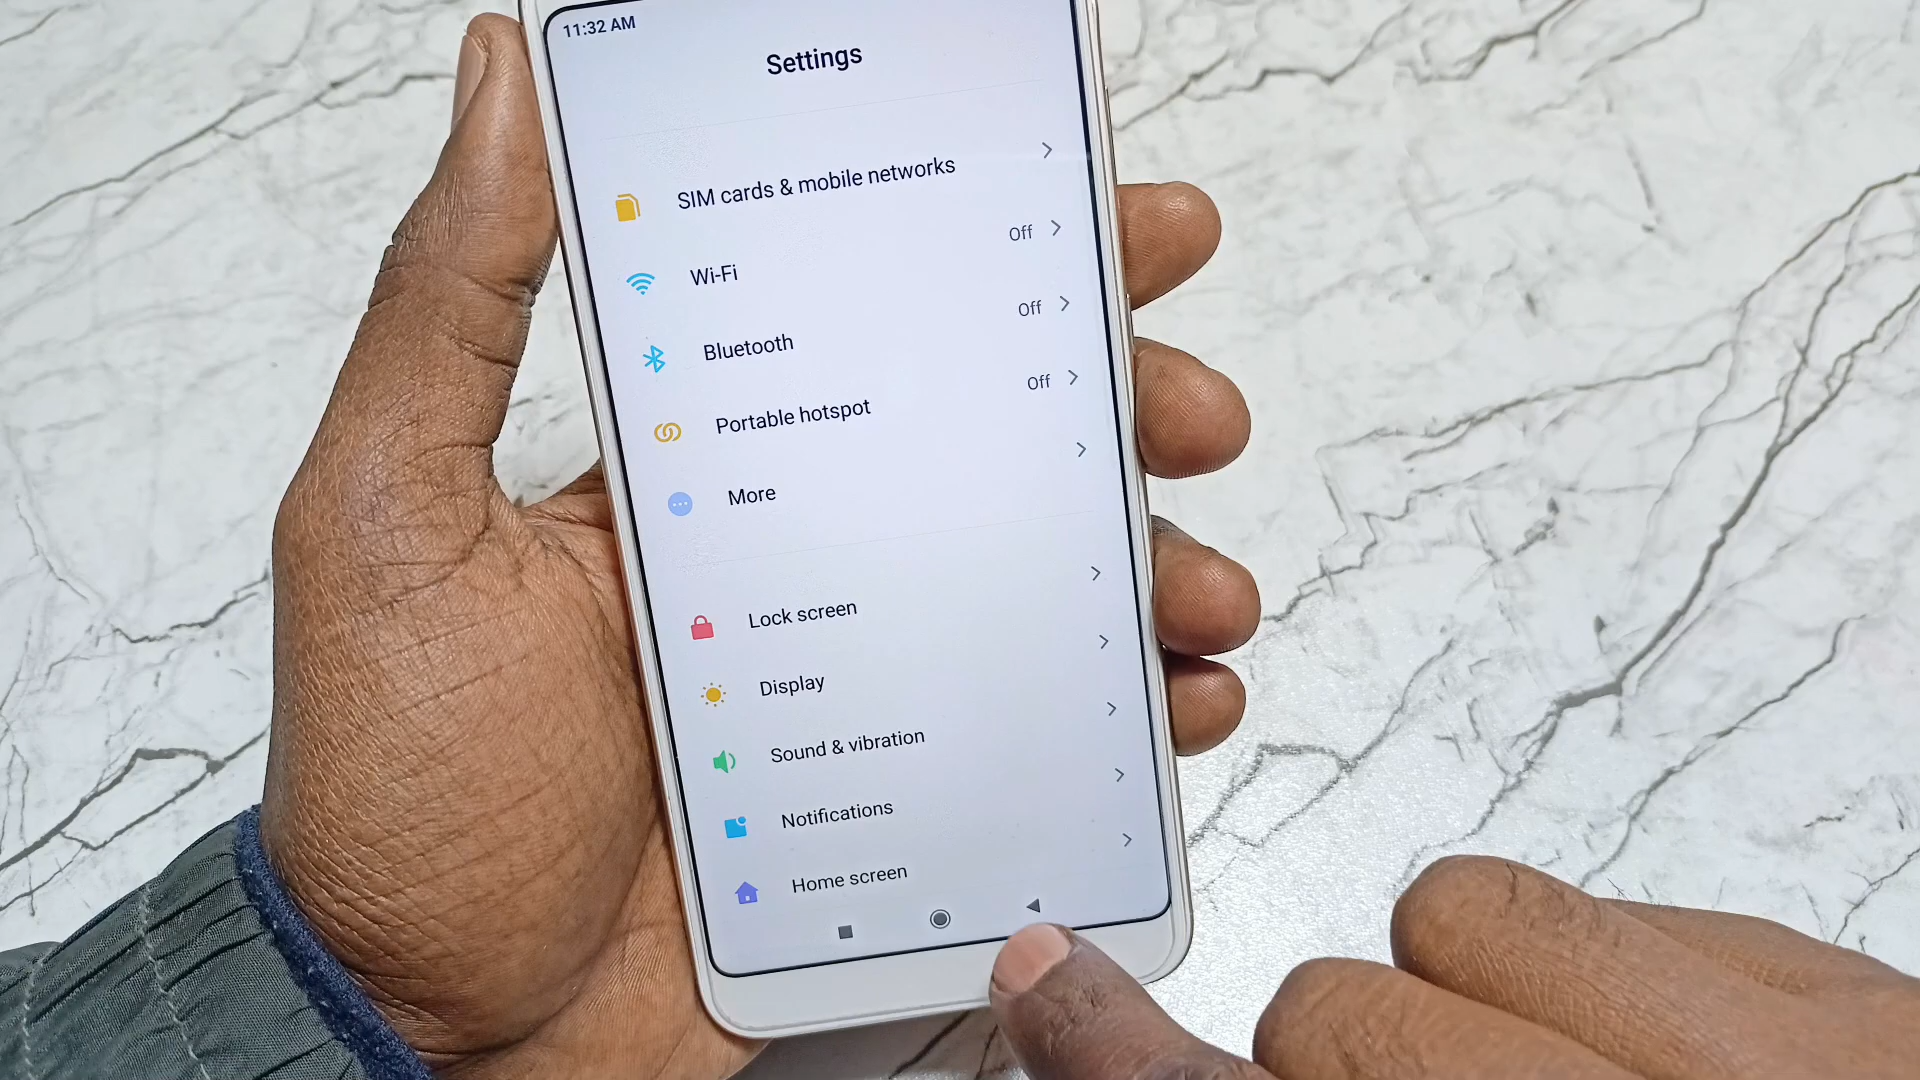 11:32 AM
Settings
SIM cards & mobile networks
Wi-Fi Off
Bluetooth Off
Portable hotspot Off
More
Lock screen
Display
Sound & vibration
Notifications
Home screen